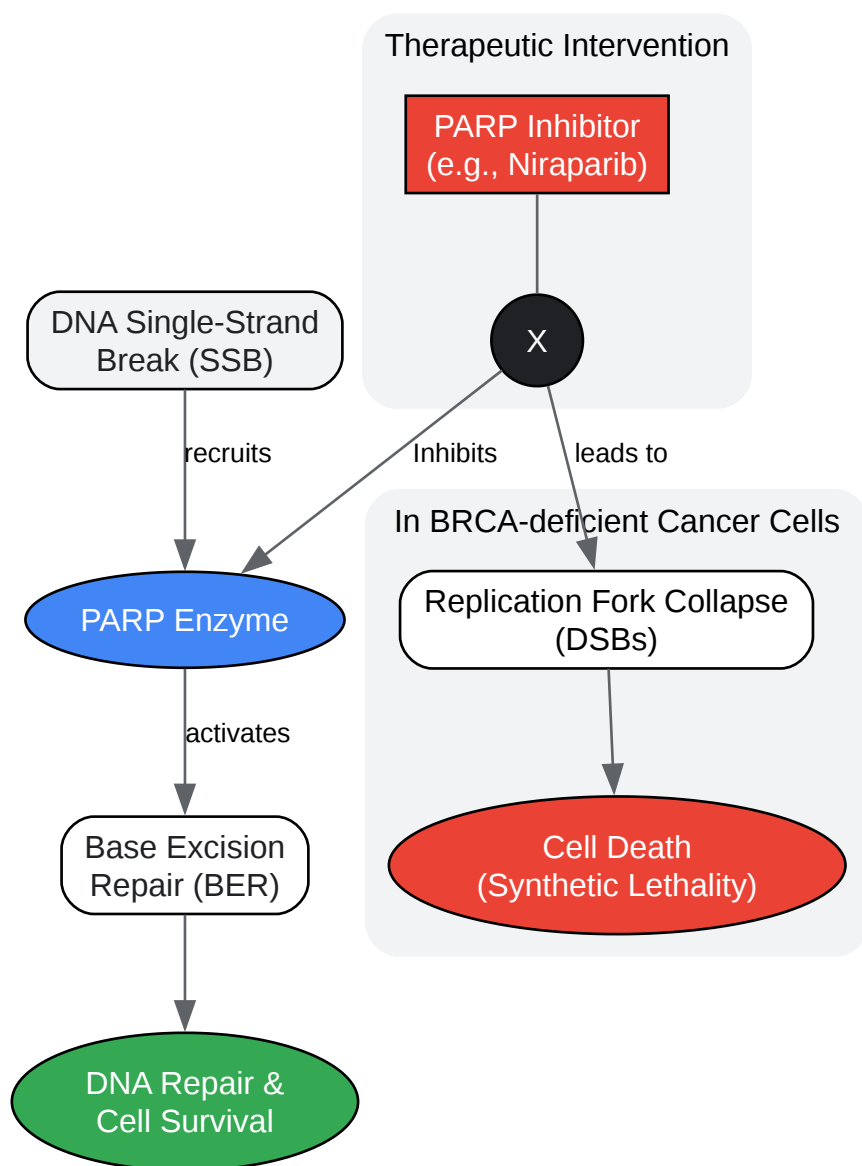 Therapeutic Intervention
PARP Inhibitor
(e.g., Niraparib)
X
DNA Single-Strand
Break (SSB)
recruits
Inhibits
leads to
In BRCA-deficient Cancer Cells
PARP Enzyme
Replication Fork Collapse
(DSBs)
activates
Base Excision
Repair (BER)
Cell Death
(Synthetic Lethality)
DNA Repair &
Cell Survival